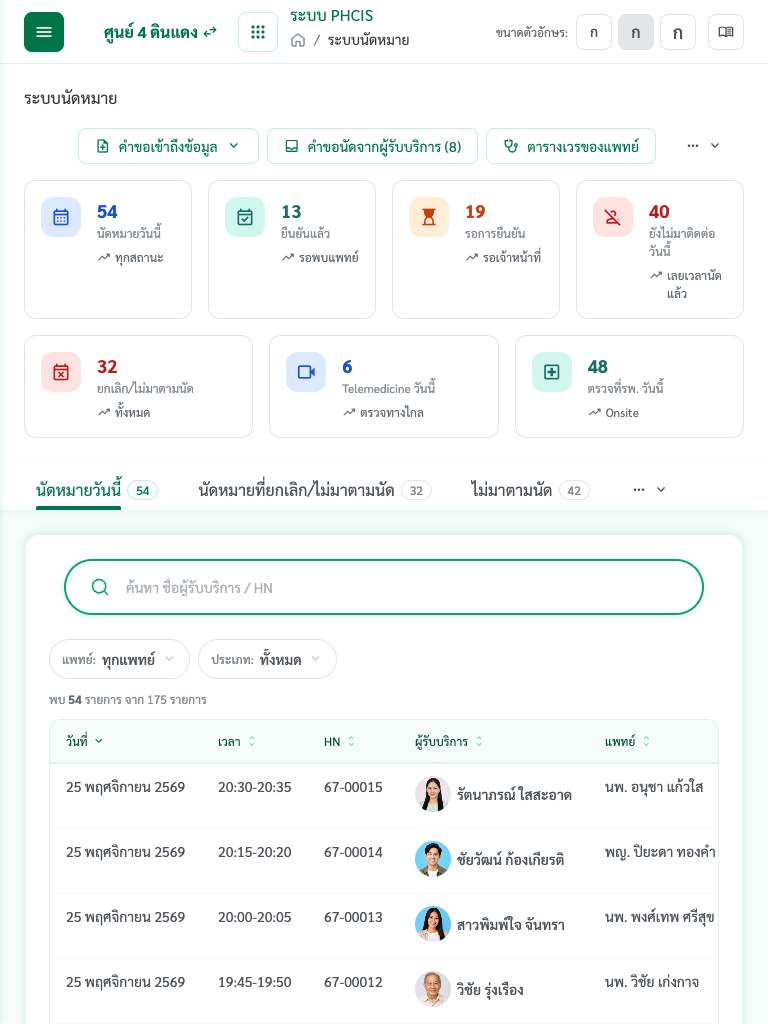 ศูนย์ 4 ดินแดง
ระบบ PHCIS
/ ระบบนัดหมาย
ขนาดตัวอักษร: ก ก ก
ระบบนัดหมาย
คำขอเข้าถึงข้อมูล
คำขอนัดจากผู้รับบริการ (8)
ตารางเวรของแพทย์
54
นัดหมายวันนี้
ทุกสถานะ
13
ยืนยันแล้ว
รอพบแพทย์
19
รอการยืนยัน
รอเจ้าหน้าที่
40
ยังไม่มาติดต่อ
วันนี้
เลยเวลานัด
แล้ว
32
ยกเลิก/ไม่มาตามนัด
ทั้งหมด
6
Telemedicine วันนี้
ตรวจทางไกล
48
ตรวจที่รพ. วันนี้
Onsite
นัดหมายวันนี้ 54
นัดหมายที่ยกเลิก/ไม่มาตามนัด 32
ไม่มาตามนัด 42
ค้นหา ชื่อผู้รับบริการ / HN
แพทย์: ทุกแพทย์
ประเภท: ทั้งหมด
พบ 54 รายการ จาก 175 รายการ
วันที่ เวลา HN ผู้รับบริการ แพทย์
25 พฤศจิกายน 2569 20:30-20:35 67-00015 รัตนาภรณ์ ใสสะอาด นพ. อนุชา แก้วใส
25 พฤศจิกายน 2569 20:15-20:20 67-00014 ชัยวัฒน์ ก้องเกียรติ พญ. ปิยะดา ทองคำ
25 พฤศจิกายน 2569 20:00-20:05 67-00013 สาวพิมพ์ใจ จันทรา นพ. พงศ์เทพ ศรีสุข
25 พฤศจิกายน 2569 19:45-19:50 67-00012 วิชัย รุ่งเรือง นพ. วิชัย เก่งกาจ